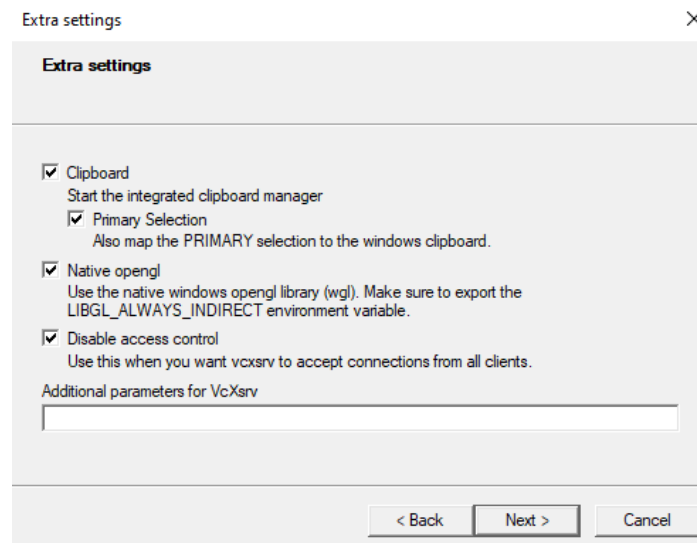 Extra settings
Extra settings
Clipboard
Start the integrated clipboard manager
Primary Selection
Also map the PRIMARY selection to the windows clipboard.
Native opengl
Use the native windows opengl library (wgl). Make sure to export the
LIBGL_ALWAYS_INDIRECT environment variable.
Disable access control
Use this when you want vcxsrv to accept connections from all clients.
Additional parameters for VcXsrv
< Back Next > Cancel